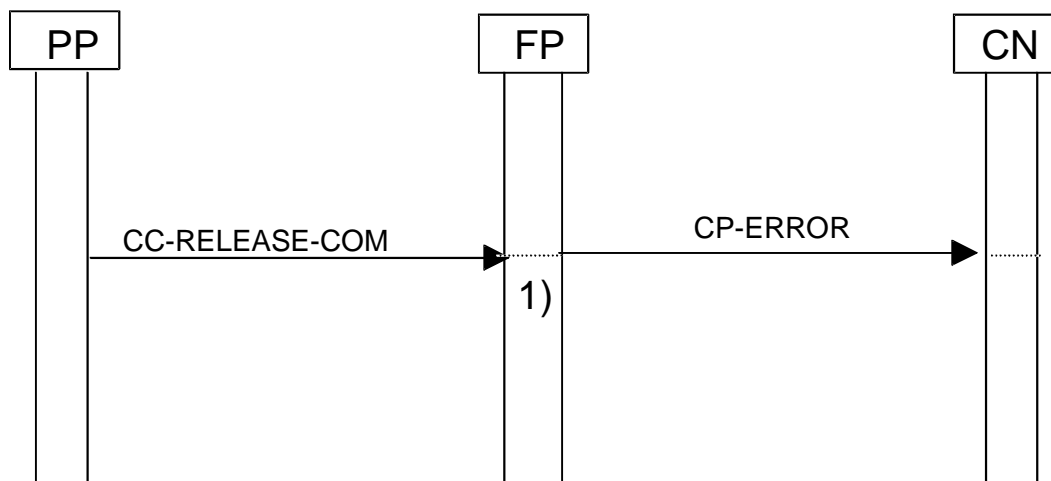 PP
FP
CN
CC-RELEASE-COM
CP-ERROR
1)